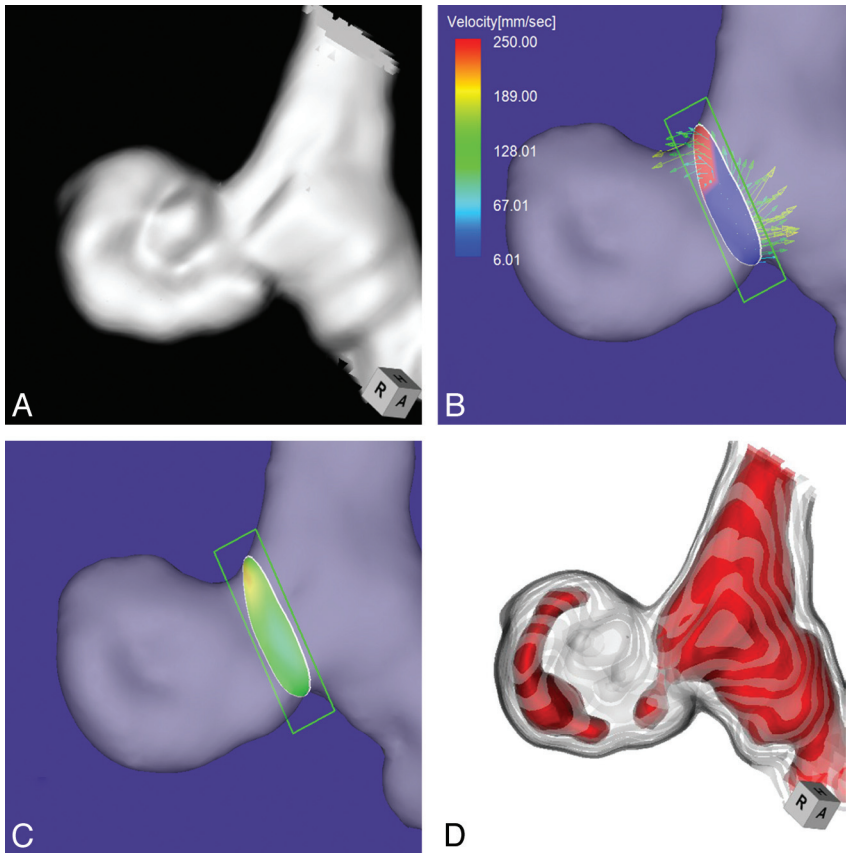 Velocity[mm/sec]
250.00
189.00
128.01
67.01
6.01
A
H
R
A
B
C
D
H
R
A